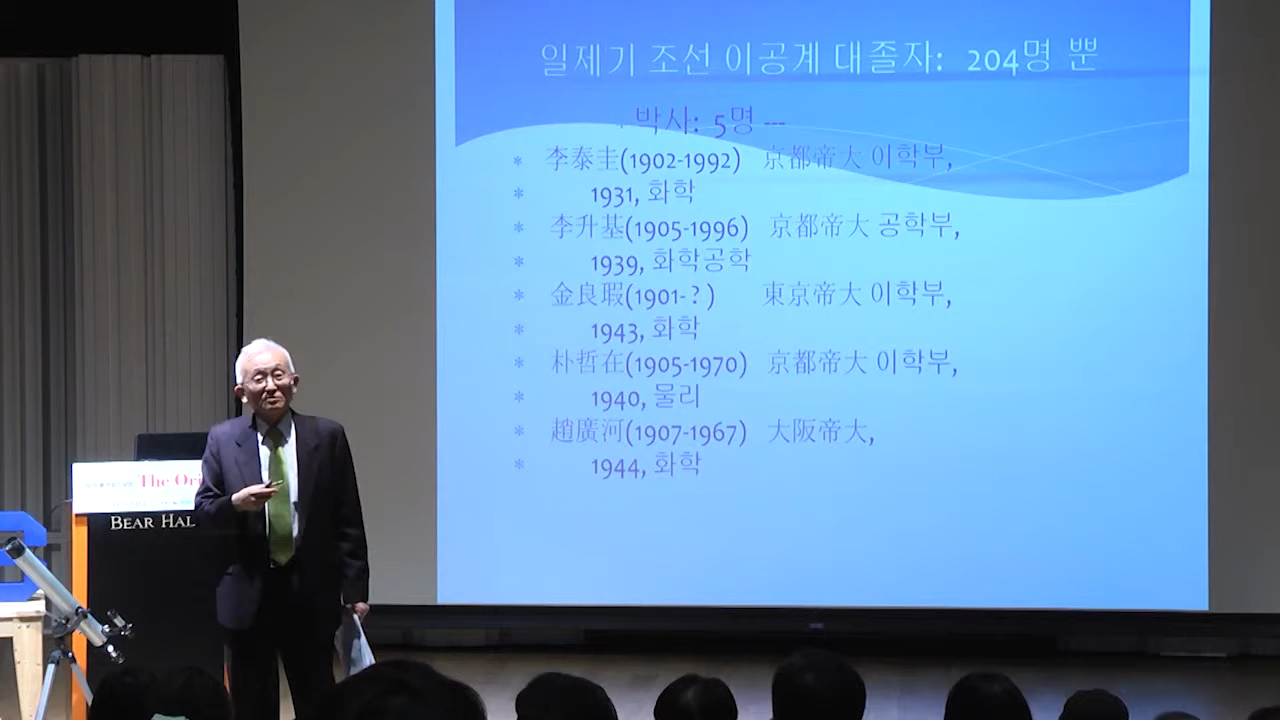 일제기 조선 이공계 대졸자: 204명 뿐
· 박사: 5명 ---
* 李泰圭(1902-1992) 京都帝大 이학부,
* 1931, 화학
* 李升基(1905-1996) 京都帝大 공학부,
* 1939, 화학공학
* 金良瑕(1901- ? ) 東京帝大 이학부,
* 1943, 화학
* 朴哲在(1905-1970) 京都帝大 이학부,
* 1940, 물리
* 趙廣河(1907-1967) 大阪帝大,
* 1944, 화학
The Ori
BEAR HAL